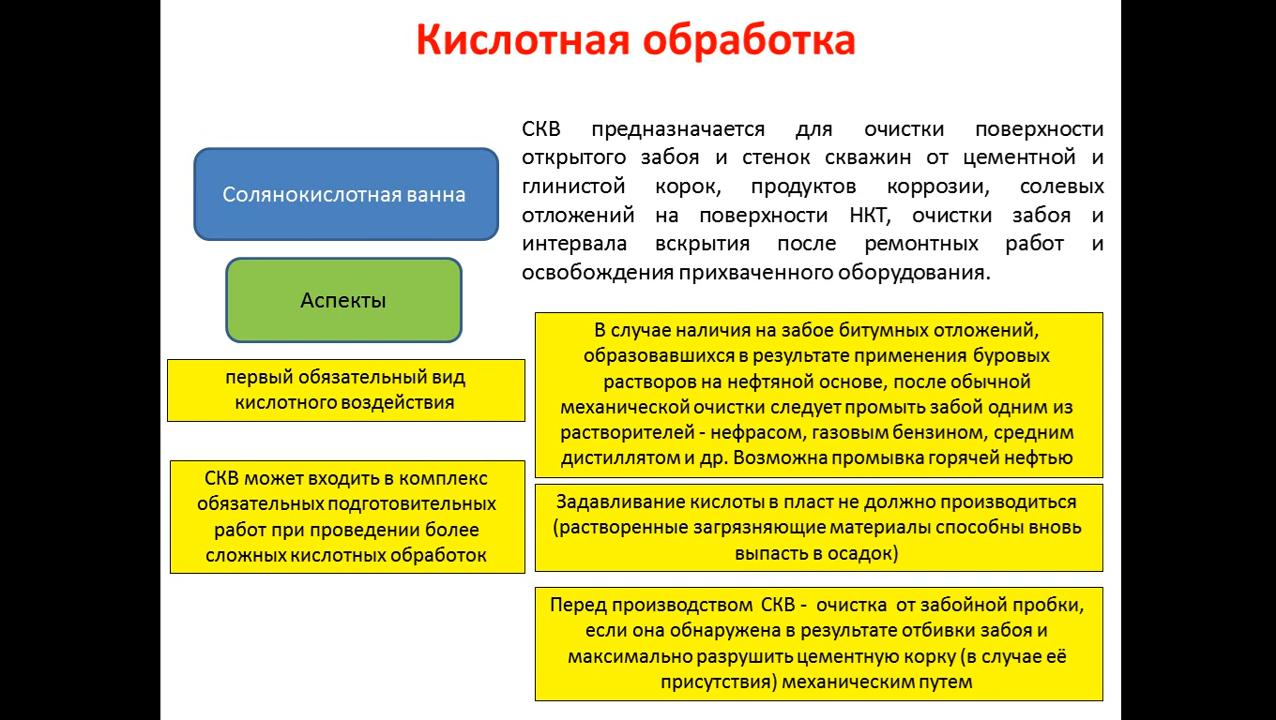 Кислотная обработка
Солянокислотная ванна
СКВ предназначается для очистки поверхности
открытого забоя и стенок скважин от цементной и
глинистой корок, продуктов коррозии, солевых
отложений на поверхности НКТ, очистки забоя и
интервала вскрытия после ремонтных работ и
освобождения прихваченного оборудования.
Аспекты
первый обязательный вид
кислотного воздействия
СКВ может входить в комплекс
обязательных подготовительных
работ при проведении более
сложных кислотных обработок
В случае наличия на забое битумных отложений,
образовавшихся в результате применения буровых
растворов на нефтяной основе, после обычной
механической очистки следует промыть забой одним из
растворителей - нефрасом, газовым бензином, средним
дистиллятом и др. Возможна промывка горячей нефтью
Задавливание кислоты в пласт не должно производиться
(растворенные загрязняющие материалы способны вновь
выпасть в осадок)
Перед производством СКВ - очистка от забойной пробки,
если она обнаружена в результате отбивки забоя и
максимально разрушить цементную корку (в случае её
присутствия) механическим путем